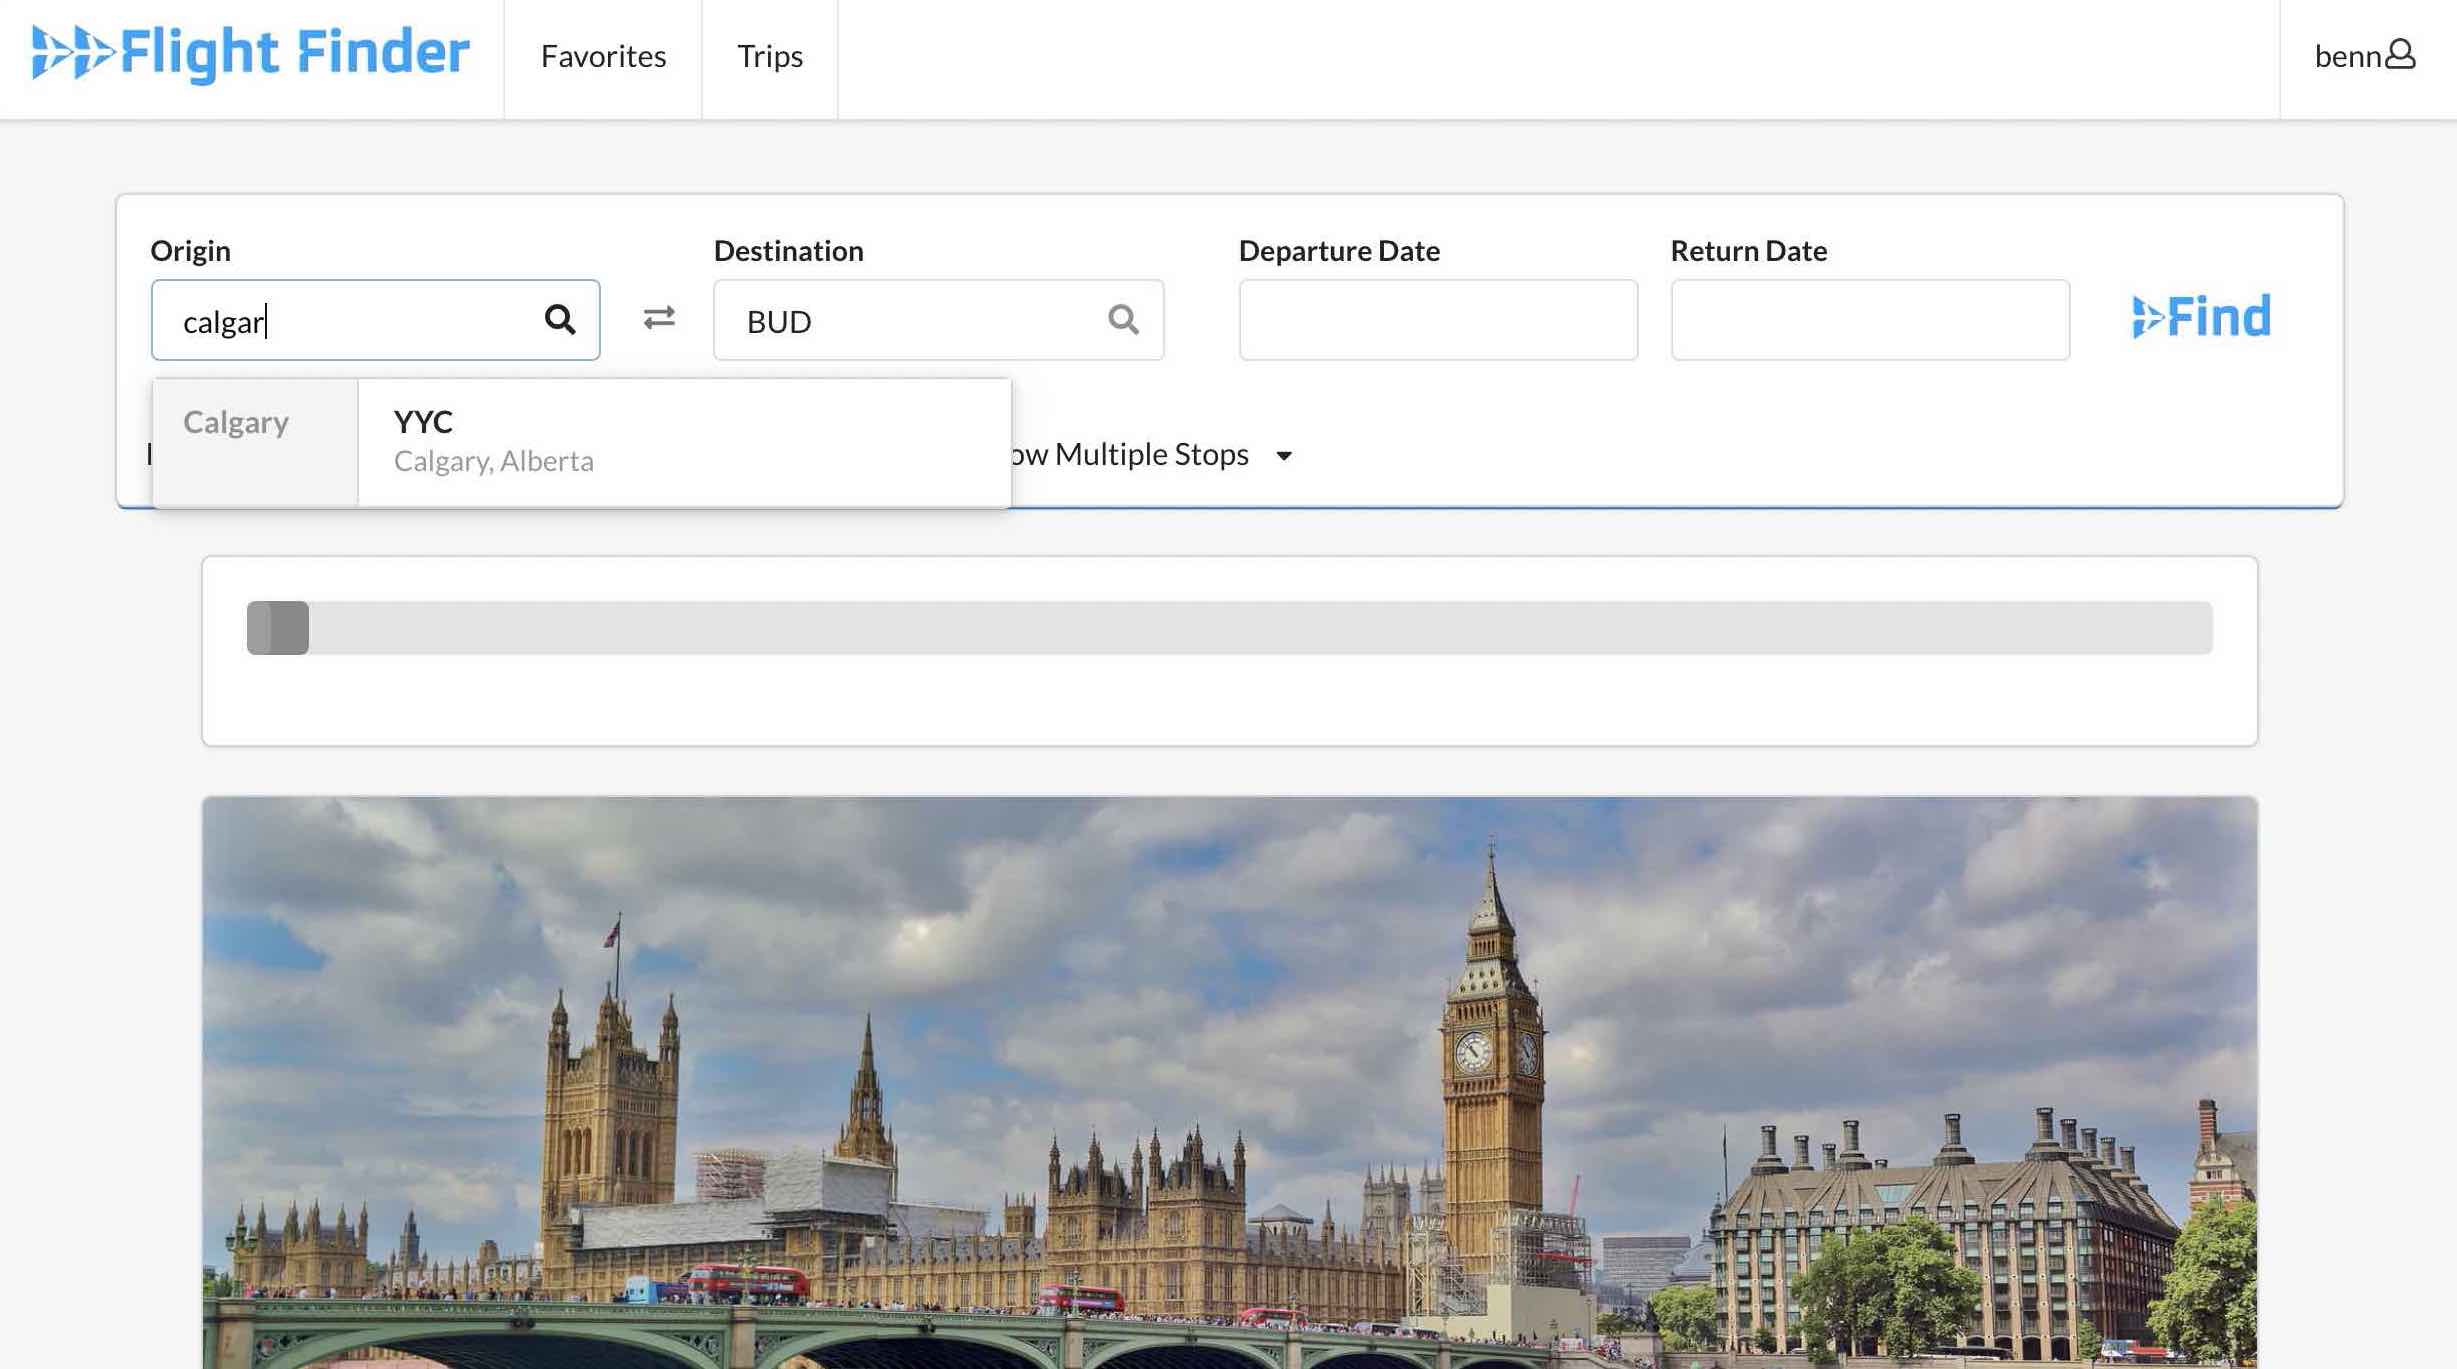 Flight Finder
Favorites
Trips
benn
Origin
Destination
Departure Date
Return Date
calgar
BUD
Find
Calgary
YYC
Calgary, Alberta
ow Multiple Stops